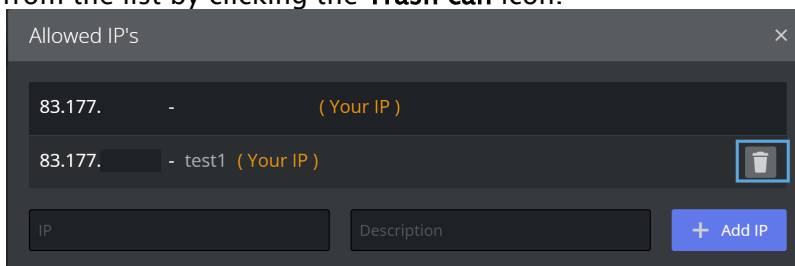 from the list by clicking the Trash Can icon.
Allowed IP's ×
83.177. - ( Your IP )
83.177. - test1 ( Your IP )
IP Description + Add IP